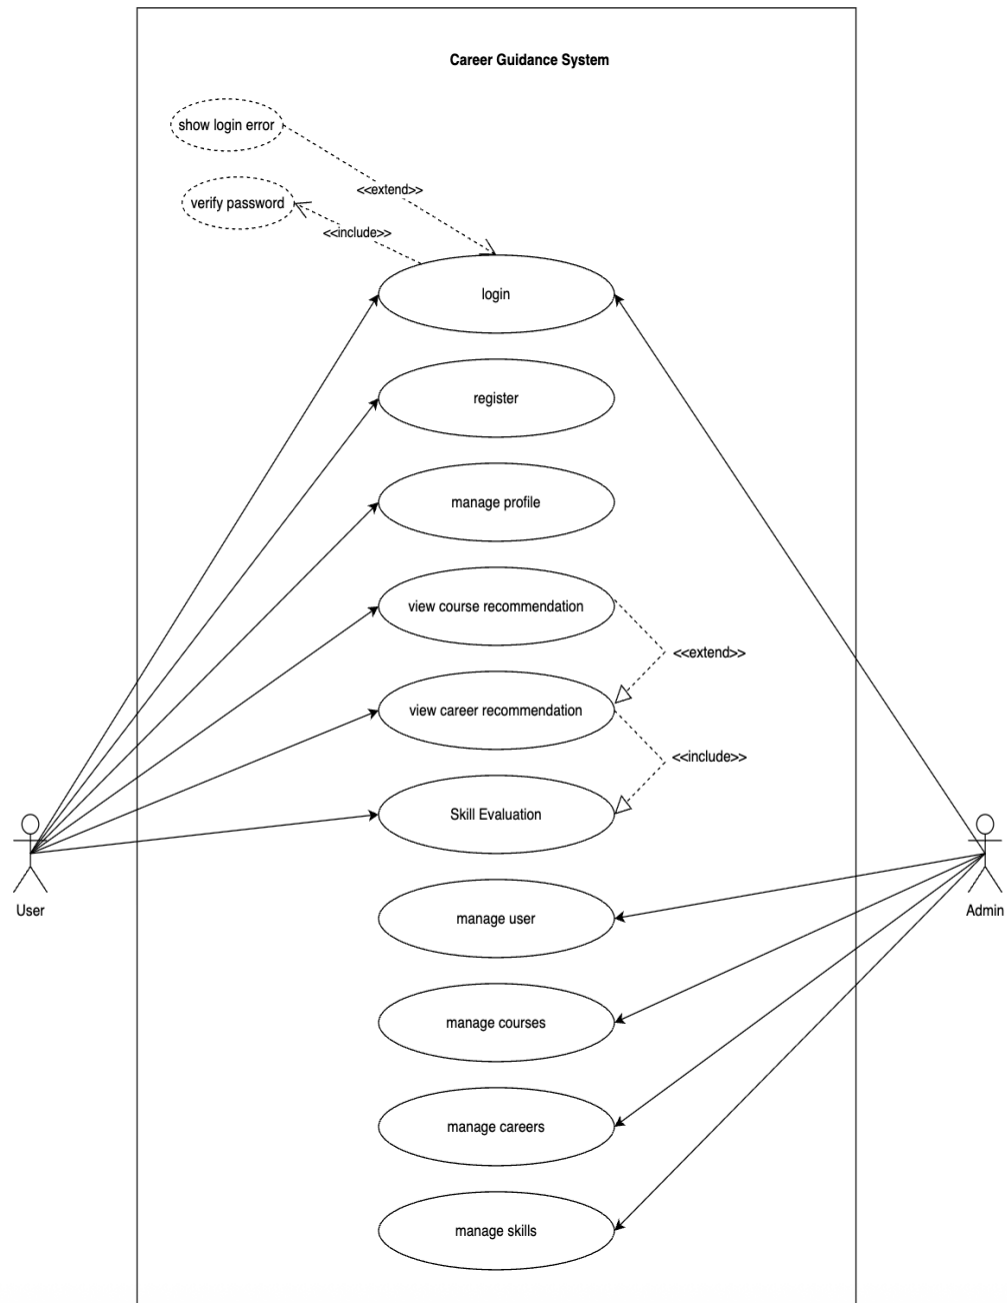 Career Guidance System
show login error
<<extend>>
verify password
<<include>>
login
register
manage profile
view course recommendation
<<extend>>
view career recommendation
<<include>>
Skill Evaluation
User
Admin
manage user
manage courses
manage careers
manage skills